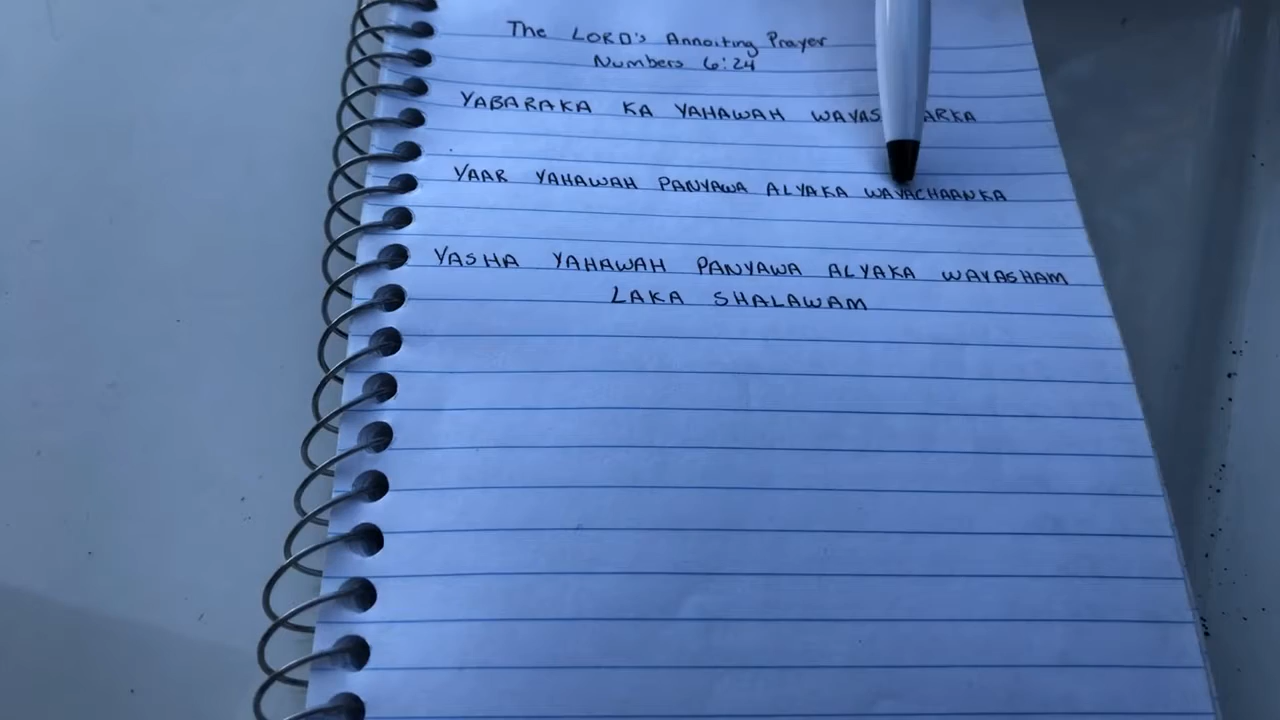 The LORD's Annoiting Prayer
Numbers 6:24
YABARAKA KA YAHAWAH
YAAR YAHAWAH PANYAWA ALYAKA WAYACHAANKA
YASHA YAHAWAH PANYAWA ALYAKA WAYASHAM
LAKA SHALAWAM